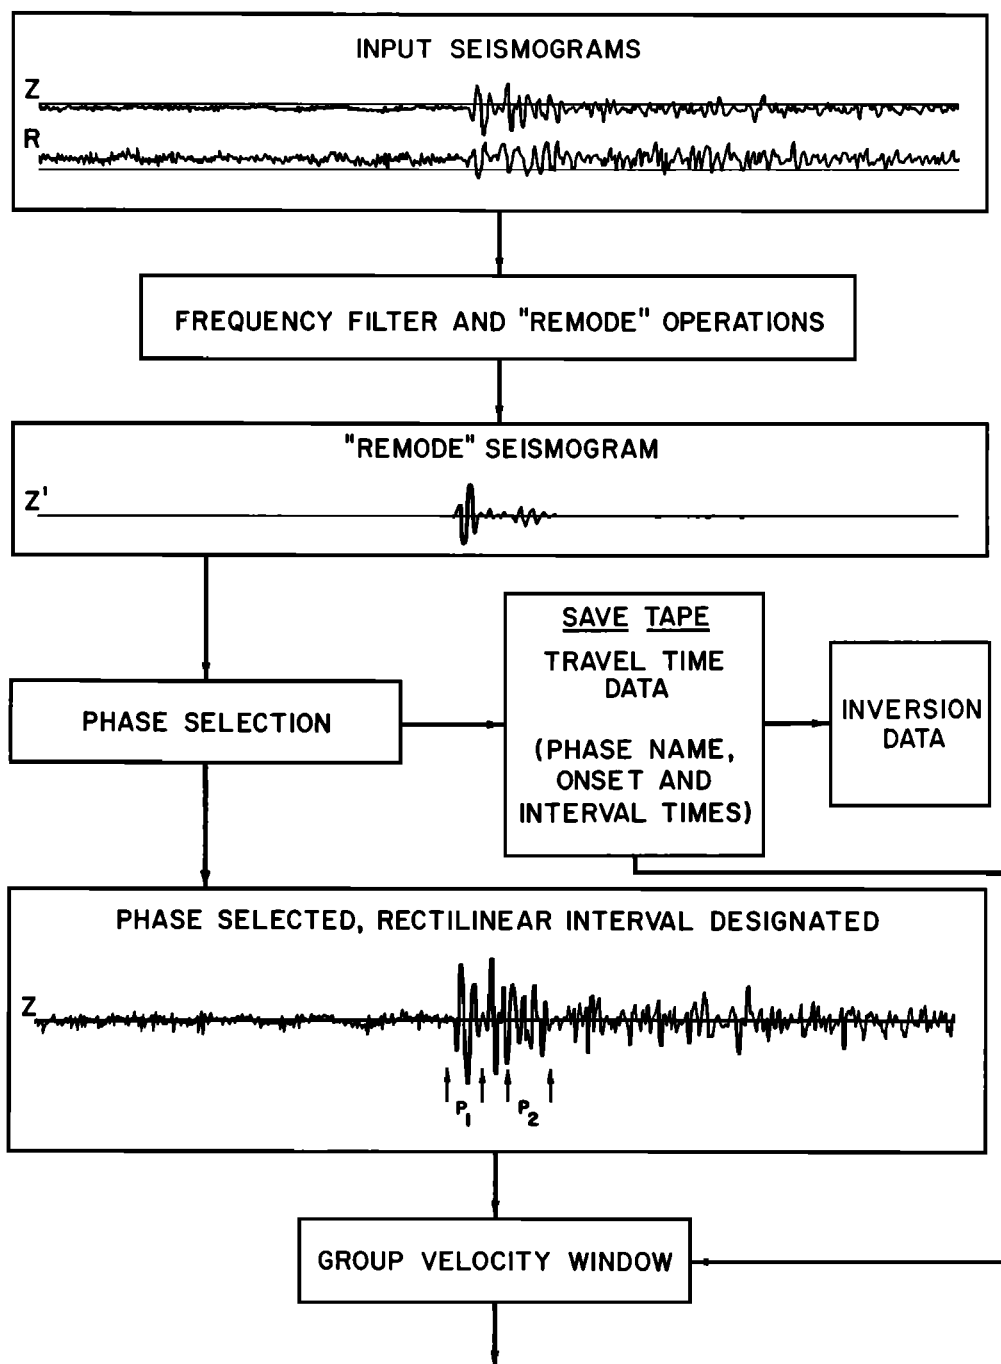 INPUT SEISMOGRAMS
Z
R
FREQUENCY FILTER AND "REMODE" OPERATIONS
"REMODE" SEISMOGRAM
Z'
SAVE TAPE
TRAVEL TIME
DATA
(PHASE NAME,
ONSET AND
INTERVAL TIMES)
PHASE SELECTION
INVERSION
DATA
PHASE SELECTED, RECTILINEAR INTERVAL DESIGNATED
Z
P1 P2
GROUP VELOCITY WINDOW